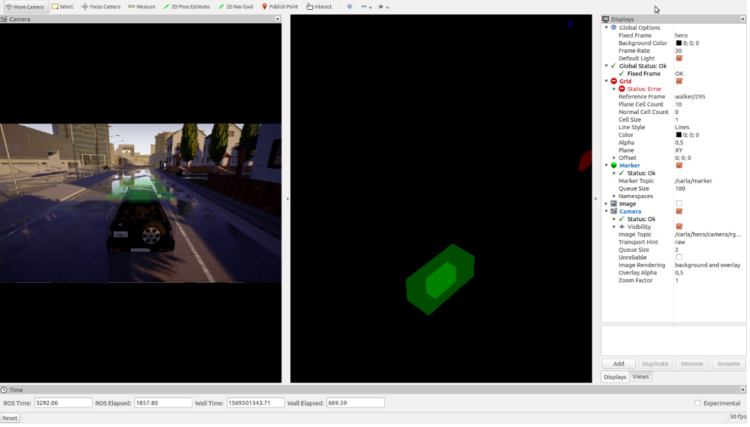 Move Camera Select Focus Camera Measure 2D Pose Estimate 2D Nav Goal Publish Point Interact
Camera
Displays
Global Options
Fixed Frame hero
Background Color 0; 0; 0
Frame Rate 30
Default Light
Global Status: Ok
Fixed Frame OK
Grid
Status: Error
Reference Frame walker/295
Plane Cell Count 10
Normal Cell Count 0
Cell Size 1
Line Style Lines
Color 0; 0; 0
Alpha 0,5
Plane XY
Offset 0; 0; 0
Marker
Status: Ok
Marker Topic /carla/marker
Queue Size 100
Namespaces
Image
Camera
Status: Ok
Visibility
Image Topic /carla/hero/camera/rg...
Transport Hint raw
Queue Size 2
Unreliable
Image Rendering background and overlay
Overlay Alpha 0,5
Zoom Factor 1
Add Duplicate Remove Rename
Displays Views
Time
ROS Time: 3292.06 ROS Elapsed: 1857.80 Wall Time: 1569501343.71 Wall Elapsed: 669.59 Experimental
Reset 30 fps